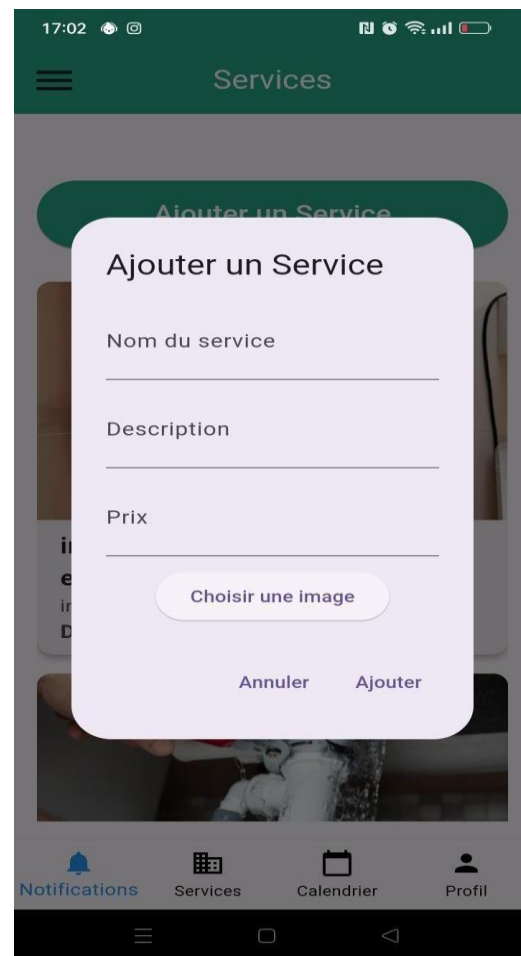 17:02
Services
Ajouter un Service
Ajouter un Service
Nom du service
Description
Prix
Choisir une image
Annuler Ajouter
Notifications Services Calendrier Profil